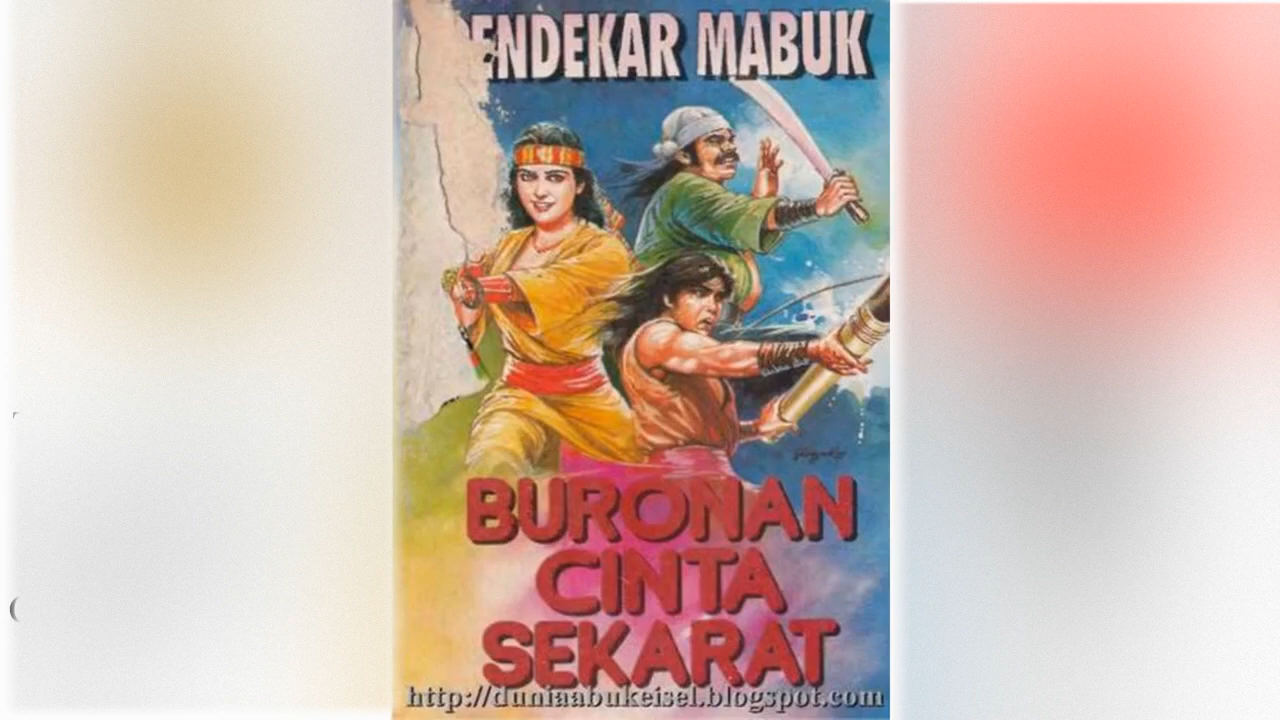 ENDEKAR MABUK
BURONAN
CINTA
SEKARAT
http://duniaabukeisel.blogspot.com